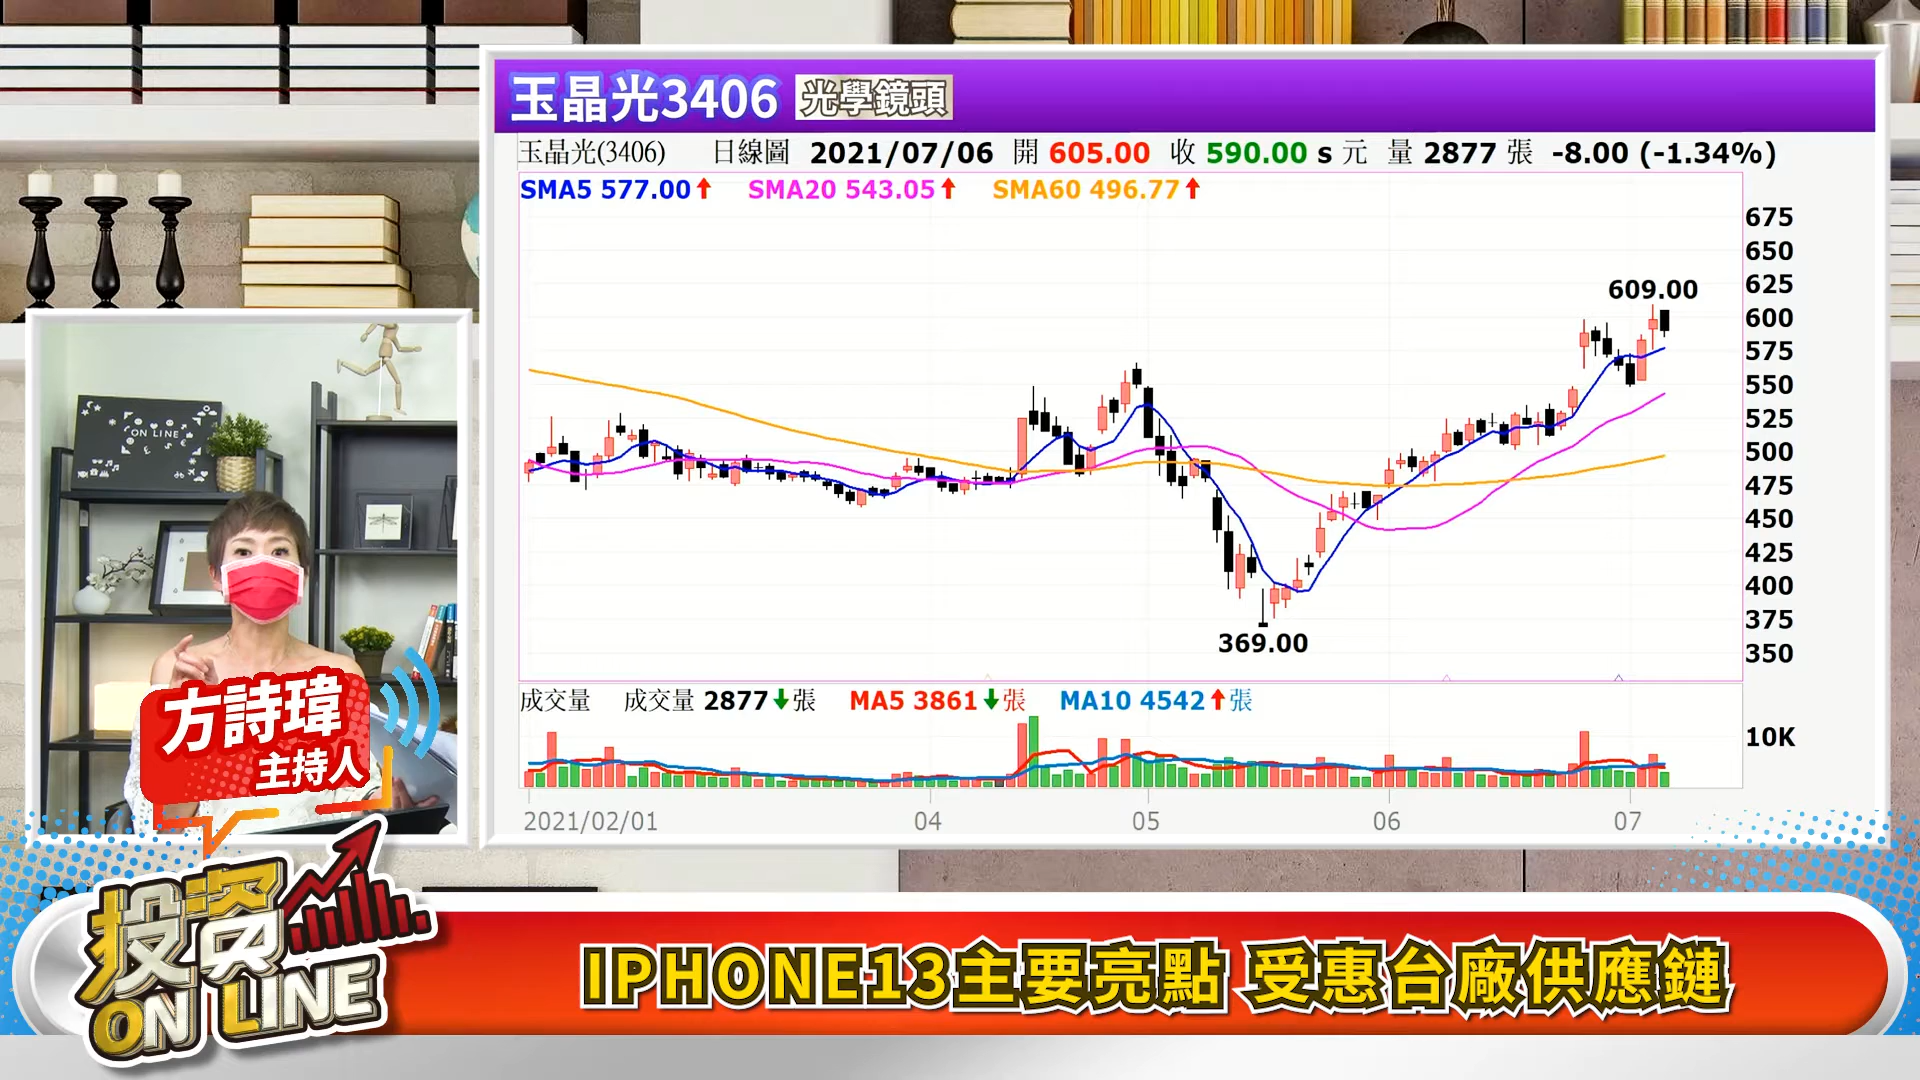 玉晶光3406 光學鏡頭
玉晶光(3406) 日線圖 2021/07/06 開 605.00 收 590.00 s 元 量 2877 張 -8.00 (-1.34%)
SMA5 577.00↑ SMA20 543.05↑ SMA60 496.77↑
675
650
625
600
575
550
525
500
475
450
425
400
375
350
609.00
369.00
成交量 成交量 2877↓張 MA5 3861↓張 MA10 4542↑張
10K
2021/02/01 04 05 06 07
ON LINE
方詩瑋
主持人
投資
ON LINE
IPHONE13主要亮點 受惠台廠供應鏈